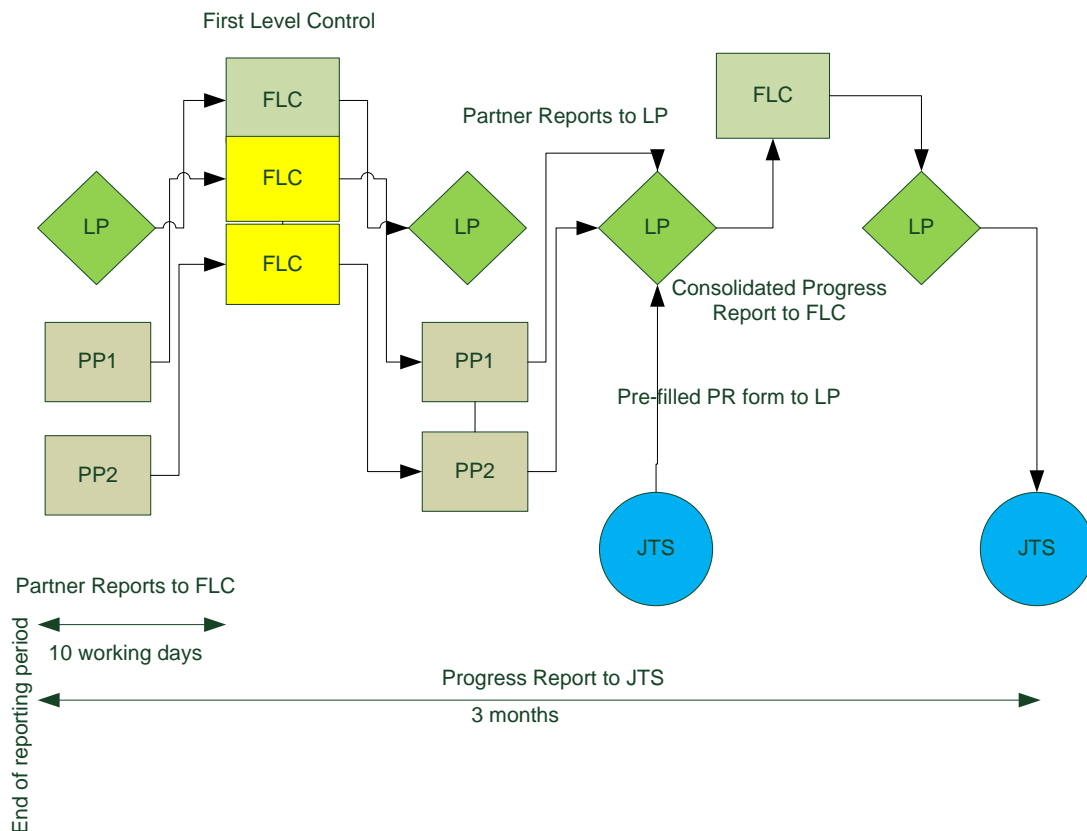 First Level Control
FLC
FLC
Partner Reports to LP
FLC
LP
LP
LP
LP
FLC
Consolidated Progress
Report to FLC
PP1
PP1
Pre-filled PR form to LP
PP2
PP2
JTS
JTS
Partner Reports to FLC
10 working days
End of reporting period
Progress Report to JTS
3 months